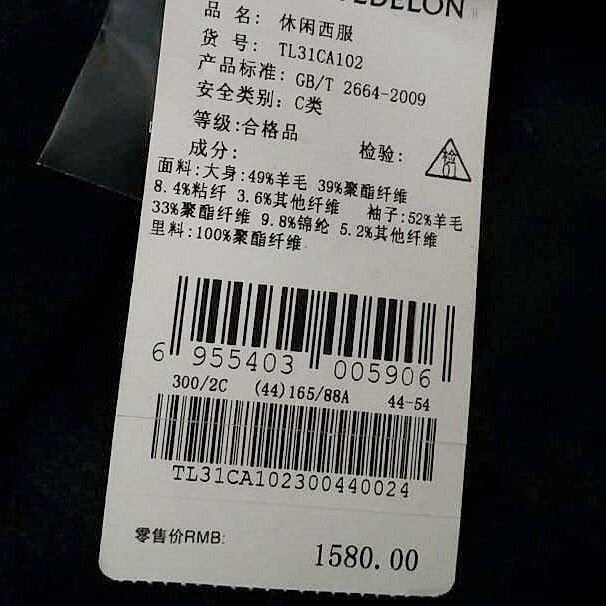 品 名: 休闲西服
货 号: TL31CA102
产品标准: GB/T 2664-2009
安全类别: C类
等级:合格品
成分: 检验: 检 01
面料:大身:49%羊毛 39%聚酯纤维
8.4%粘纤 3.6%其他纤维 袖子:52%羊毛
33%聚酯纤维 9.8%锦纶 5.2%其他纤维
里料:100%聚酯纤维
6 955403 005906
300/2C (44)165/88A 44-54
TL31CA102300440024
零售价RMB: 1580.00